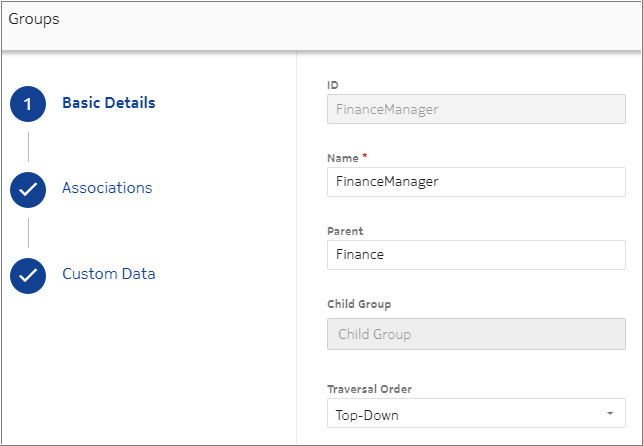 Groups
1 Basic Details
Associations
Custom Data
ID
FinanceManager
Name *
FinanceManager
Parent
Finance
Child Group
Child Group
Traversal Order
Top-Down